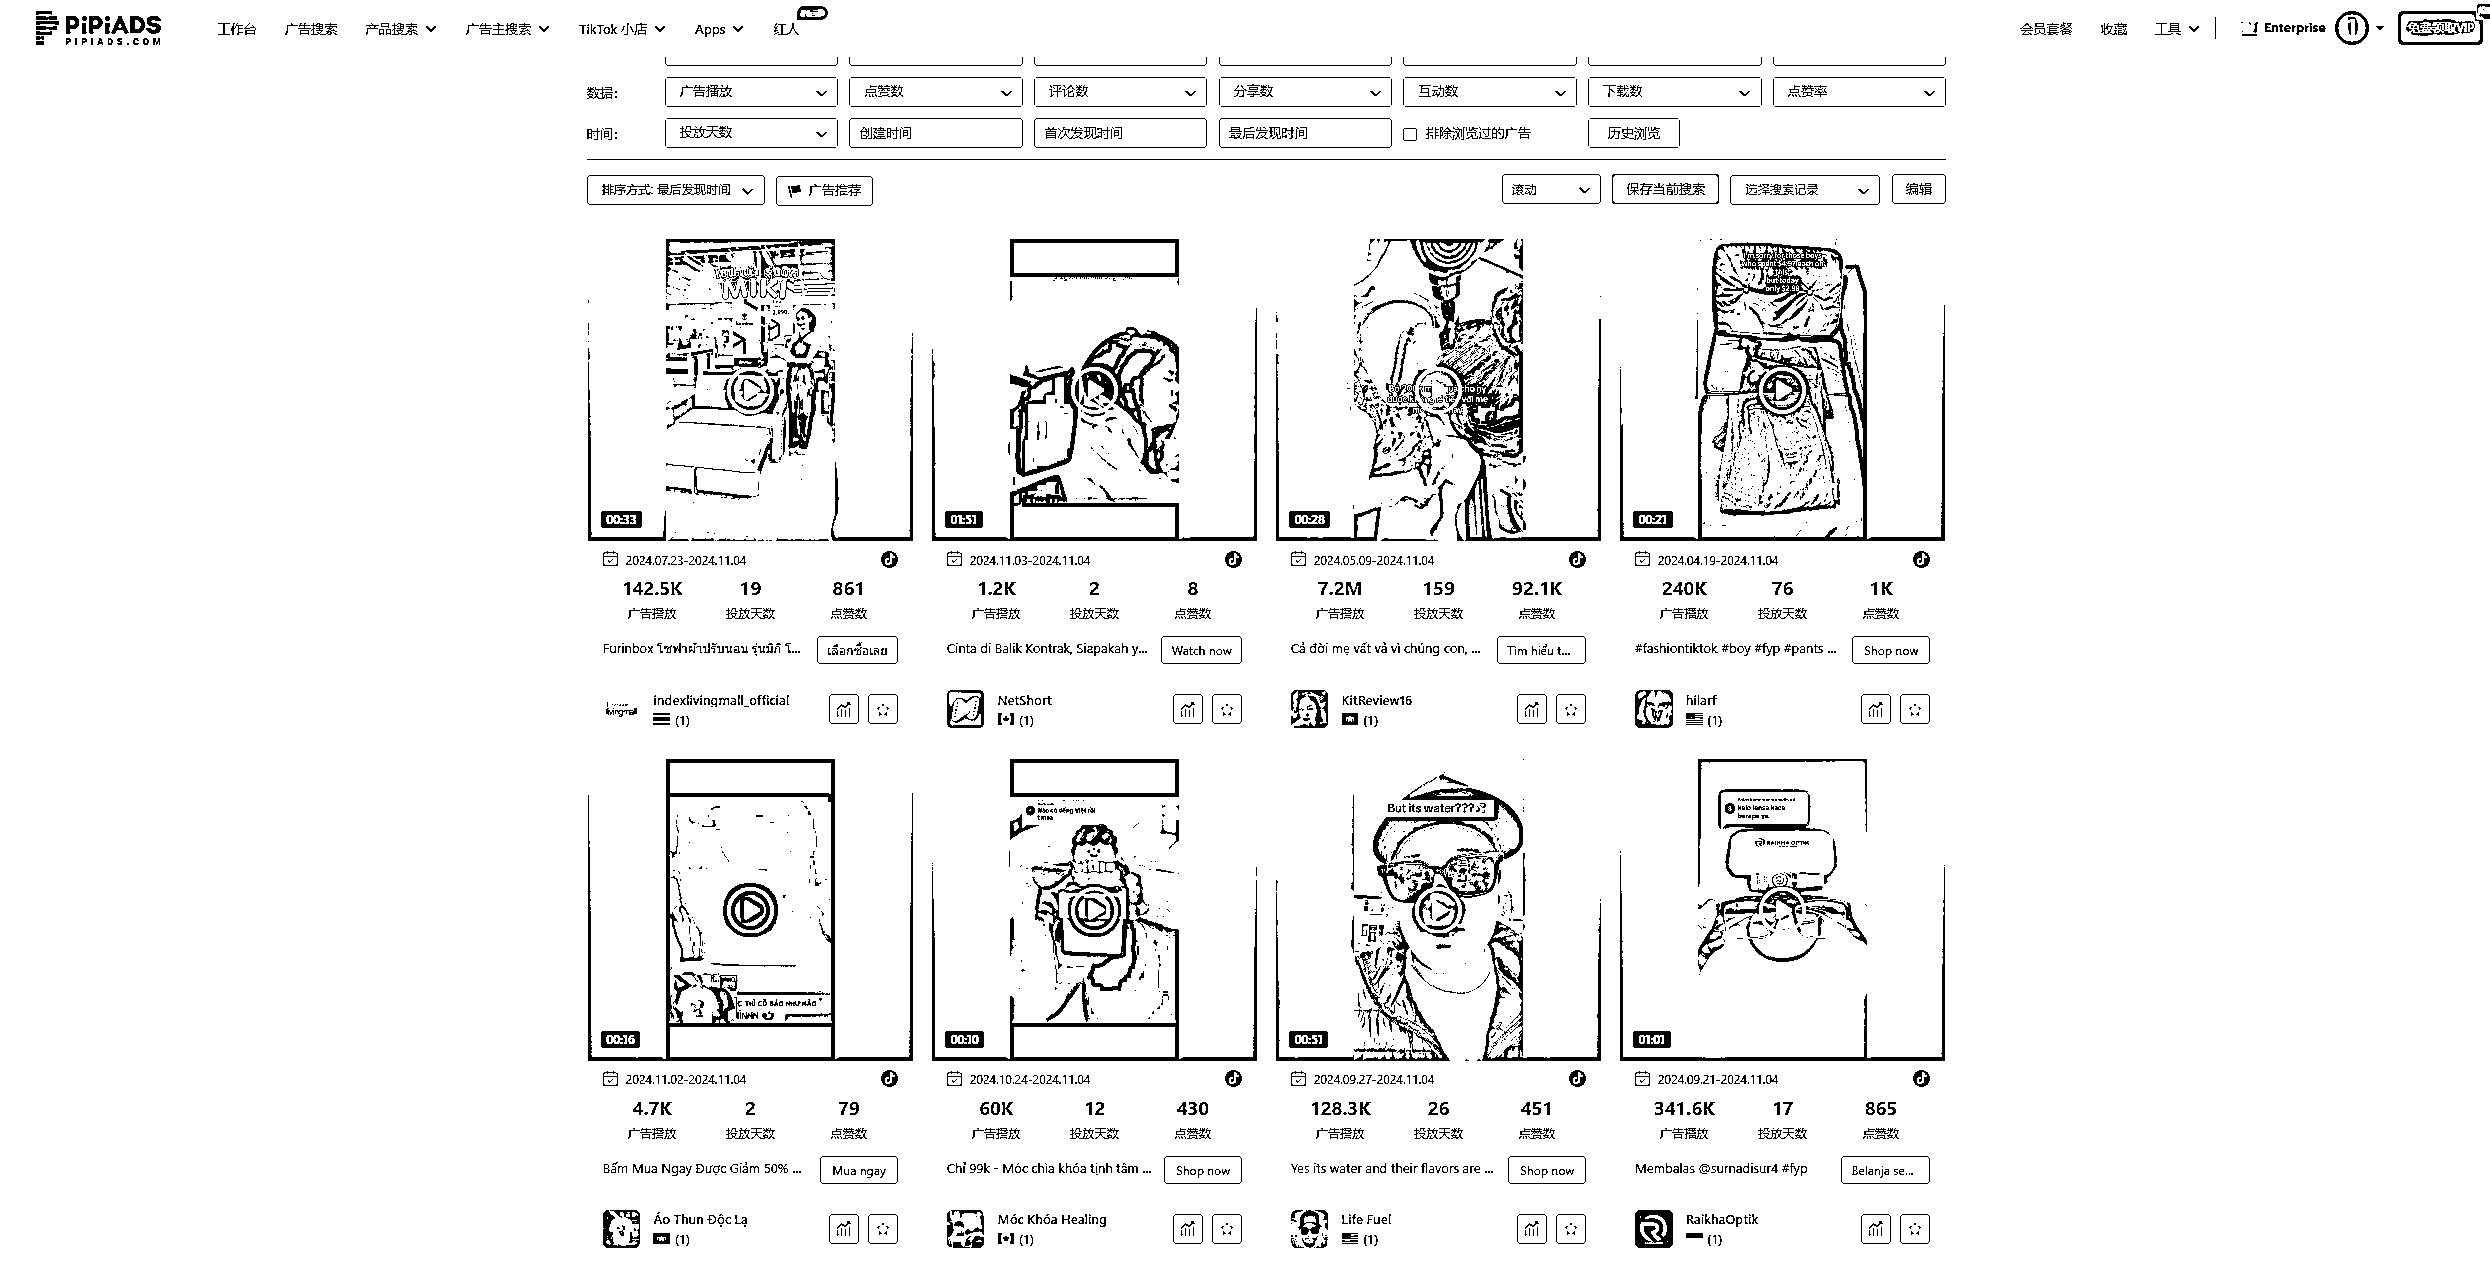 PiPiADS
PIPIADS.COM
工作台
广告搜索
产品搜索
广告主搜索
TikTok 小店
Apps
红人
会员套餐
收藏
工具
Enterprise
数据:
广告播放
点赞数
评论数
分享数
互动数
下载数
点赞率
时间:
投放天数
创建时间
首次发现时间
最后发现时间
排除浏览过的广告
历史浏览
排序方式: 最后发现时间
广告推荐
滚动
保存当前搜索
选择搜索记录
编辑
00:33
2024.07.23-2024.11.04
142.5K 19 861
广告播放 投放天数 点赞数
Furinbox โซฟาผ้าปรับนอน รุ่นมิกิ โ...
เลือกซื้อเลย
indexlivingmall_official
(1)
01:51
2024.11.03-2024.11.04
1.2K 2 8
广告播放 投放天数 点赞数
Cinta di Balik Kontrak, Siapakah y...
Watch now
NetShort
(1)
00:28
2024.05.09-2024.11.04
7.2M 159 92.1K
广告播放 投放天数 点赞数
Cả đời mẹ vất vả vì chúng con, ...
Tìm hiểu t...
KitReview16
(1)
I'm sorry for those boys
who spent $4.97 each on
this
but today
only $2.98
00:21
2024.04.19-2024.11.04
240K 76 1K
广告播放 投放天数 点赞数
#fashiontiktok #boy #fyp #pants ...
Shop now
hilarf
(1)
00:16
2024.11.02-2024.11.04
4.7K 2 79
广告播放 投放天数 点赞数
Bấm Mua Ngay Được Giảm 50% ...
Mua ngay
Áo Thun Độc Lạ
(1)
00:10
2024.10.24-2024.11.04
60K 12 430
广告播放 投放天数 点赞数
Chỉ 99k - Móc chìa khóa tịnh tâm ...
Shop now
Móc Khóa Healing
(1)
But its water???
00:51
2024.09.27-2024.11.04
128.3K 26 451
广告播放 投放天数 点赞数
Yes its water and their flavors are ...
Shop now
Life Fuel
(1)
RAIKHA OPTIK
01:01
2024.09.21-2024.11.04
341.6K 17 865
广告播放 投放天数 点赞数
Membalas @surnadisur4 #fyp
Belanja se...
RaikhaOptik
(1)